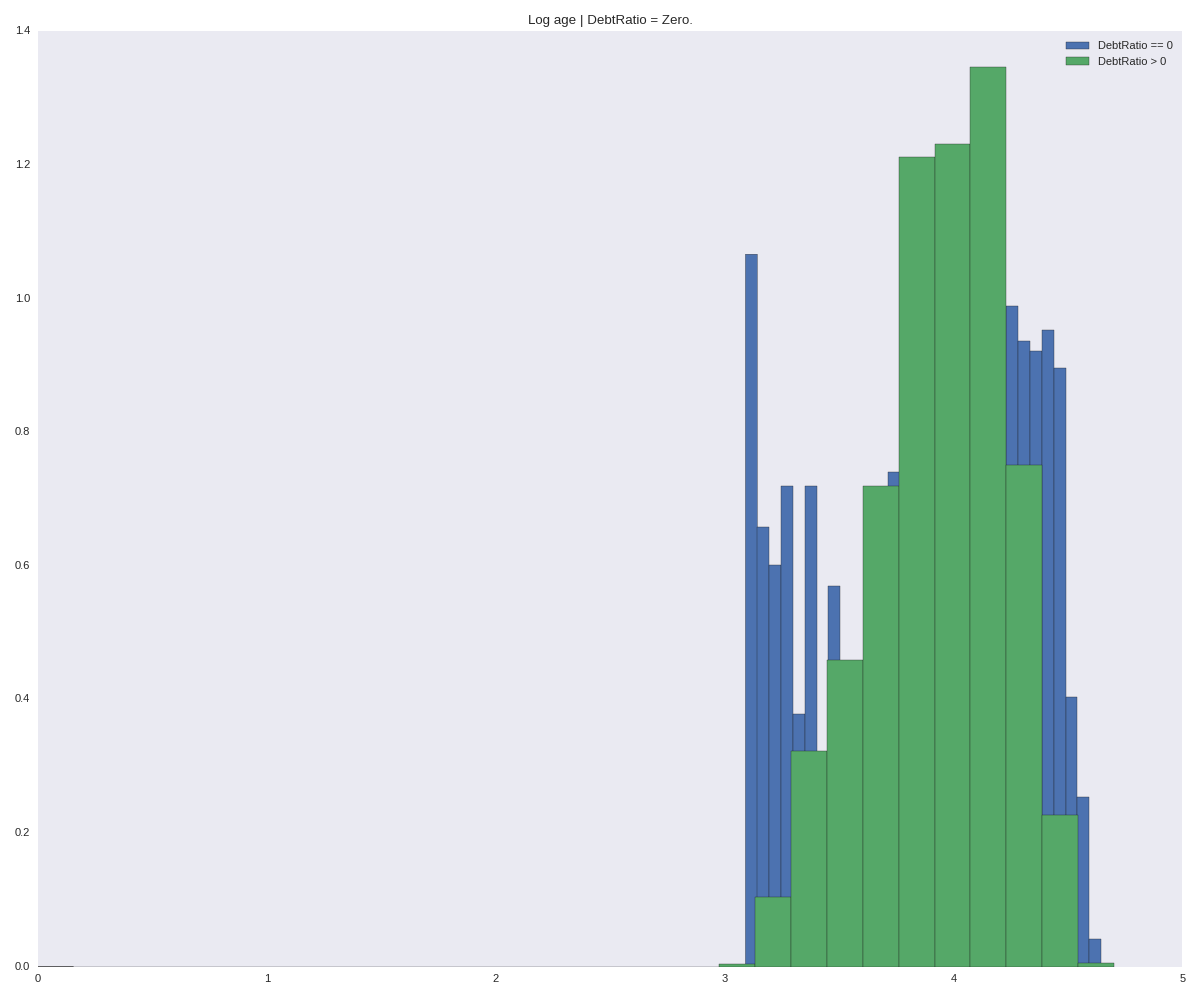 Log age | DebtRatio = Zero.
1.4
DebtRatio == 0
DebtRatio > 0
1.2
1.0
0.8
0.6
0.4
0.2
0.0
0 1 2 3 4 5